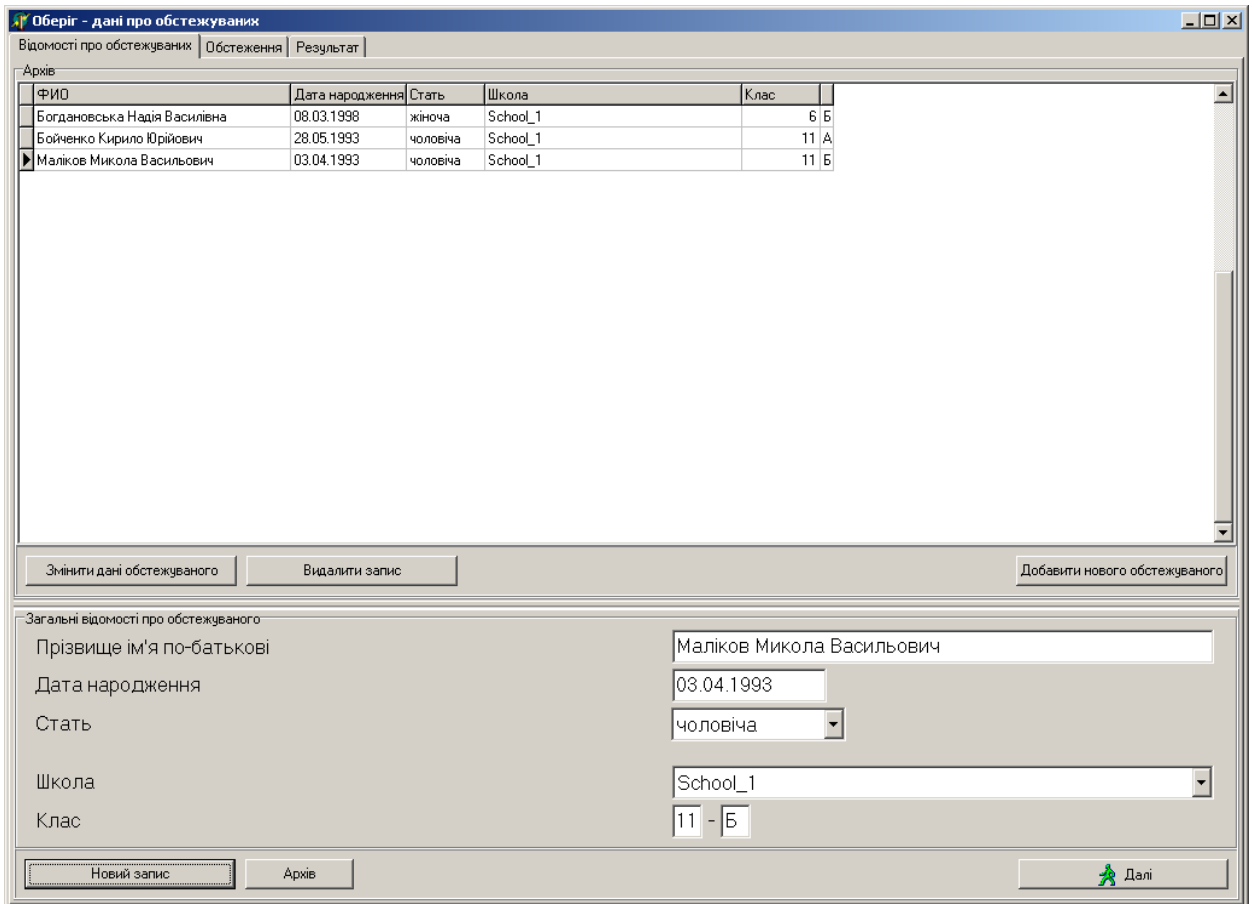 Оберіг - дані про обстежуваних
Відомості про обстежуваних Обстеження Результат
Архів
ФИО Дата народження Стать Школа Клас
Богдановська Надія Василівна 08.03.1998 жіноча School_1 6 Б
Бойченко Кирило Юрійович 28.05.1993 чоловіча School_1 11 А
Маліков Микола Васильович 03.04.1993 чоловіча School_1 11 Б
Змінити дані обстежуваного Видалити запис Добавити нового обстежуваного
Загальні відомості про обстежуваного
Прізвище ім'я по-батькові Маліков Микола Васильович
Дата народження 03.04.1993
Стать чоловіча
Школа School_1
Клас 11 - Б
Новий запис Архів Далі